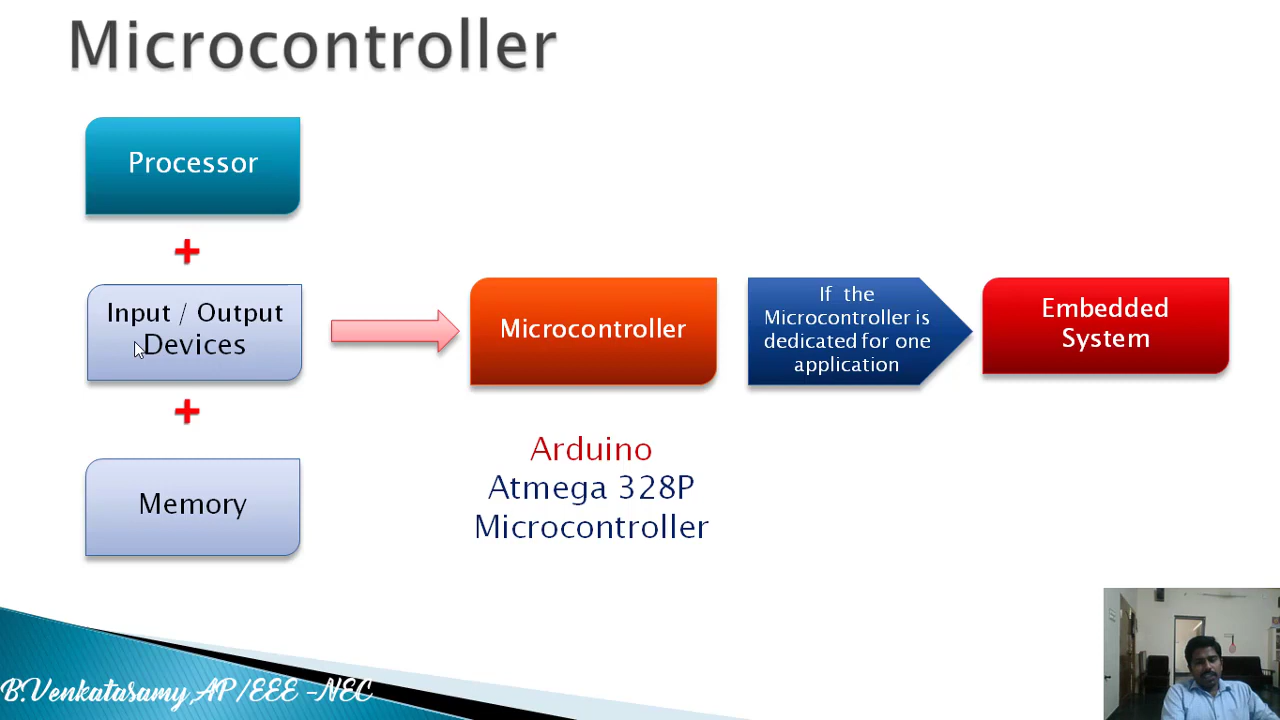 Microcontroller
Processor
+
Input / Output
Devices
+
Memory
Microcontroller
If the
Microcontroller is
dedicated for one
application
Embedded
System
Arduino
Atmega 328P
Microcontroller
B.Venkatasamy,AP/EEE -NEC